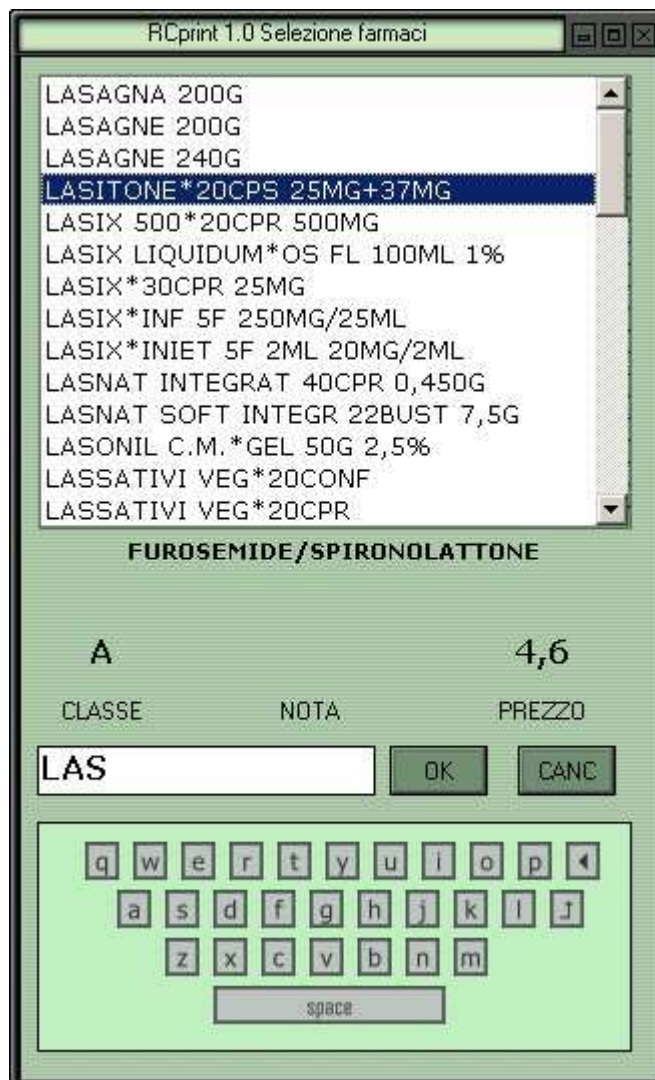 RCprint 1.0 Selezione farmaci
LASAGNA 200G
LASAGNE 200G
LASAGNE 240G
LASITONE*20CPS 25MG+37MG
LASIX 500*20CPR 500MG
LASIX LIQUIDUM*OS FL 100ML 1%
LASIX*30CPR 25MG
LASIX*INF 5F 250MG/25ML
LASIX*INIET 5F 2ML 20MG/2ML
LASNAT INTEGRAT 40CPR 0,450G
LASNAT SOFT INTEGR 22BUST 7,5G
LASONIL C.M.*GEL 50G 2,5%
LASSATIVI VEG*20CONF
LASSATIVI VEG*20CPR
FUROSEMIDE/SPIRONOLATTONE
A 4,6
CLASSE NOTA PREZZO
LAS OK CANC
q w e r t y u i o p
a s d f g h j k l
z x c v b n m
space